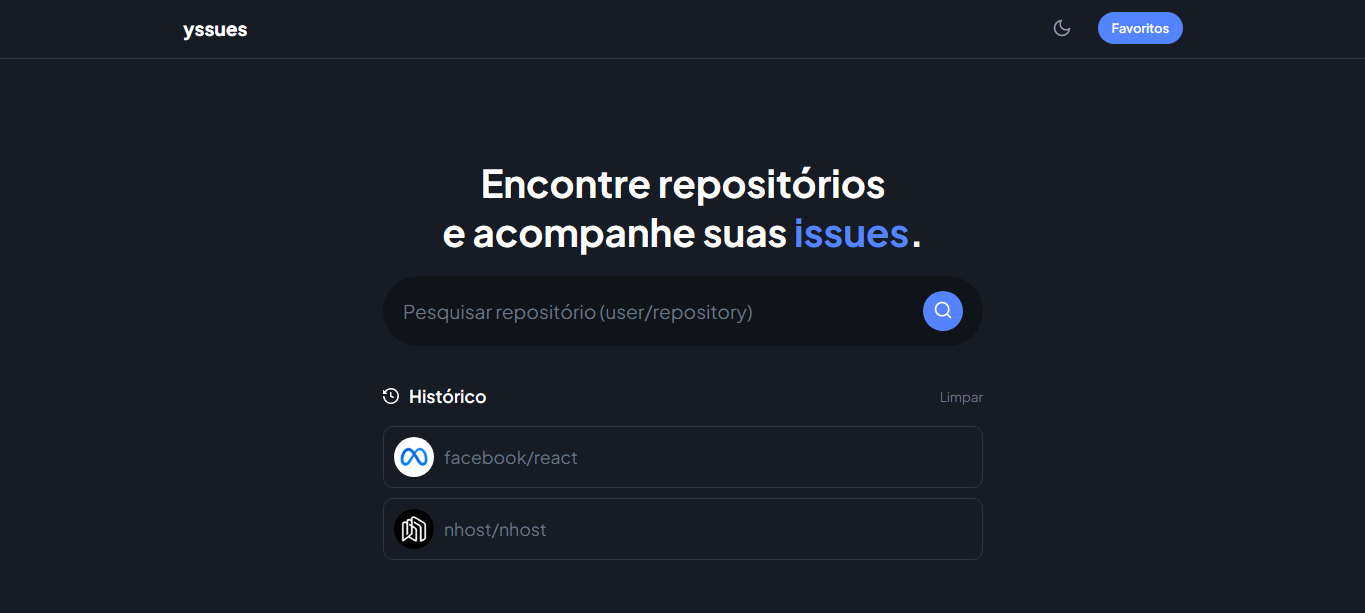 yssues
Favoritos
Encontre repositórios
e acompanhe suas issues.
Pesquisar repositório (user/repository)
Histórico
Limpar
facebook/react
nhost/nhost